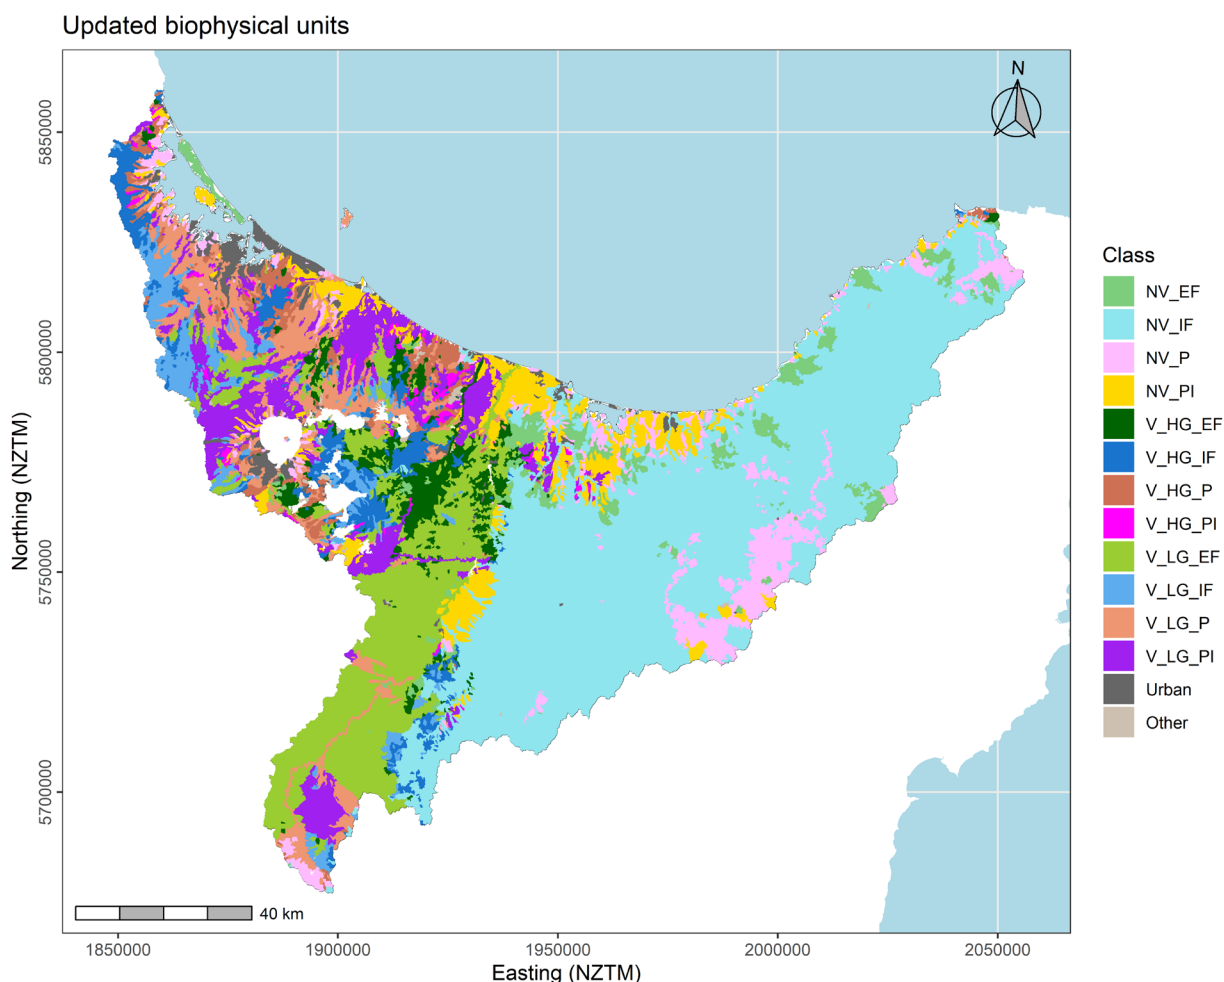 Updated biophysical units
N
5850000
5800000
5750000
5700000
Northing (NZTM)
40 km
1850000
1900000
1950000
2000000
2050000
Easting (NZTM)
Class
NV_EF
NV_IF
NV_P
NV_PI
V_HG_EF
V_HG_IF
V_HG_P
V_HG_PI
V_LG_EF
V_LG_IF
V_LG_P
V_LG_PI
Urban
Other